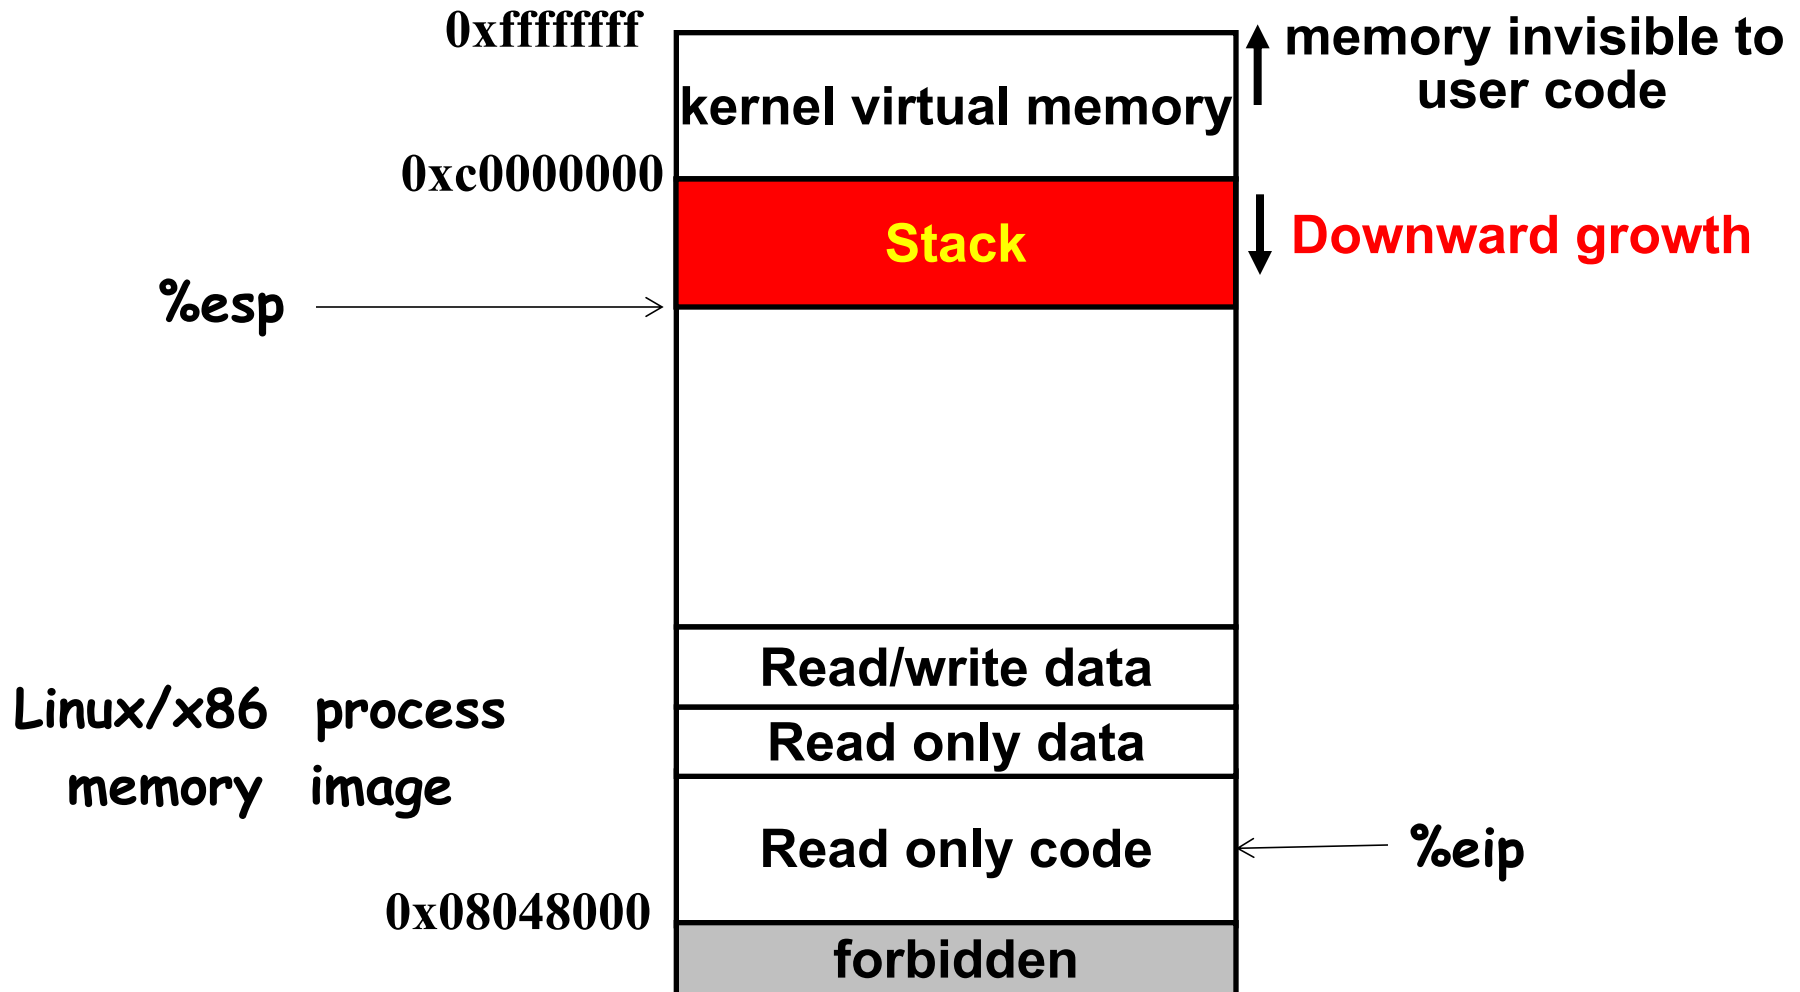 0xffffffff
memory invisible to
user code
kernel virtual memory
0xc0000000
Stack
Downward growth
%esp
Read/write data
Linux/x86 process
Read only data
memory image
Read only code
%eip
0x08048000
forbidden